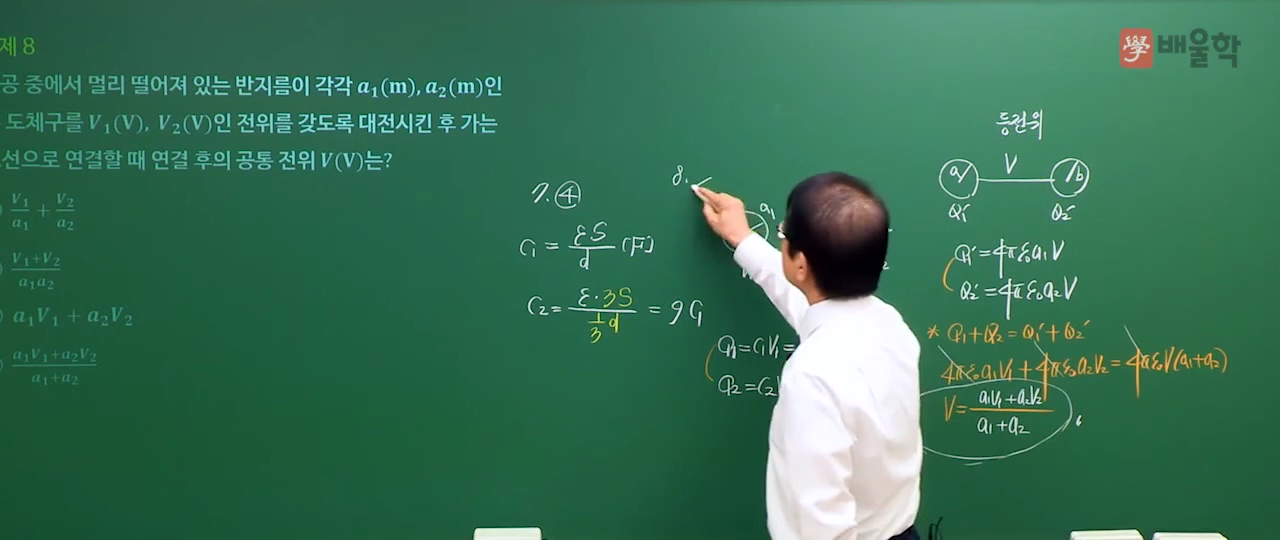 제 8
공 중에서 멀리 떨어져 있는 반지름이 각각 a₁(m), a₂(m)인
도체구를 V₁(V), V₂(V)인 전위를 갖도록 대전시킨 후 가는
선으로 연결할 때 연결 후의 공통 전위 V(V)는?
V₁/a₁ + V₂/a₂
(V₁+V₂)/(a₁a₂)
a₁V₁ + a₂V₂
(a₁V₁+a₂V₂)/(a₁+a₂)
學 배울학
7. ④
C₁ = εS/d (F)
C₂ = ε·3S/(⅓d) = 9C₁
8.
a₁
Q₁ = C₁V₁ =
Q₂ = C₂V
등전위
a V b
Q₁′ Q₂′
Q₁′ = 4πε₀a₁V
Q₂′ = 4πε₀a₂V
* Q₁+Q₂ = Q₁′+Q₂′
4πε₀a₁V₁ + 4πε₀a₂V₂ = 4πε₀V(a₁+a₂)
V = (a₁V₁+a₂V₂)/(a₁+a₂)